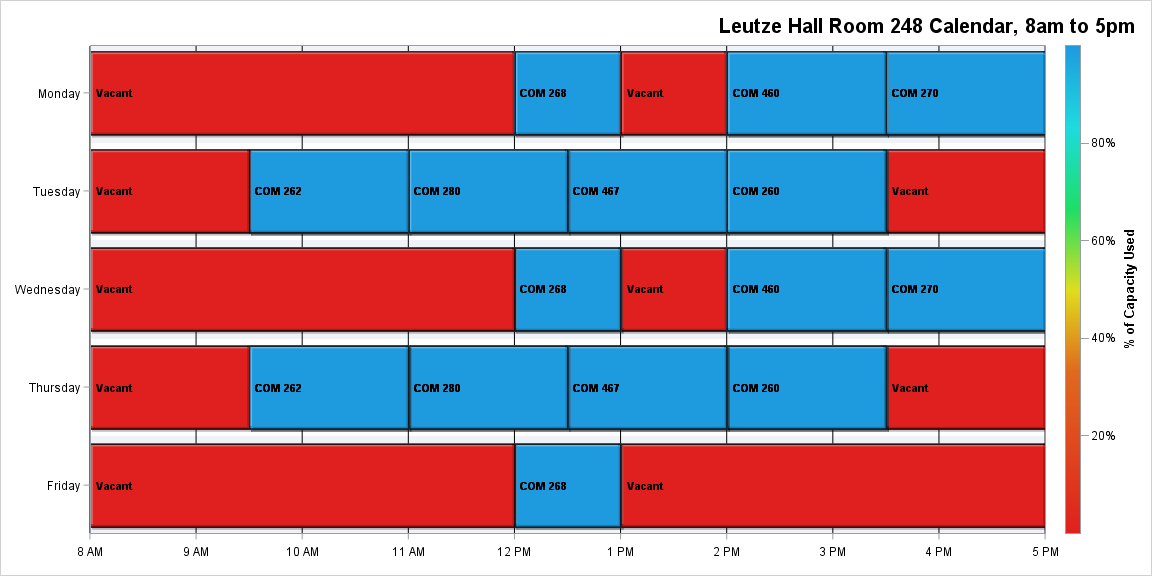 Leutze Hall Room 248 Calendar, 8am to 5pm
Monday
Vacant
COM 268
Vacant
COM 460
COM 270
Tuesday
Vacant
COM 262
COM 280
COM 467
COM 260
Vacant
Wednesday
Vacant
COM 268
Vacant
COM 460
COM 270
Thursday
Vacant
COM 262
COM 280
COM 467
COM 260
Vacant
Friday
Vacant
COM 268
Vacant
8 AM
9 AM
10 AM
11 AM
12 PM
1 PM
2 PM
3 PM
4 PM
5 PM
80%
60%
40%
20%
% of Capacity Used